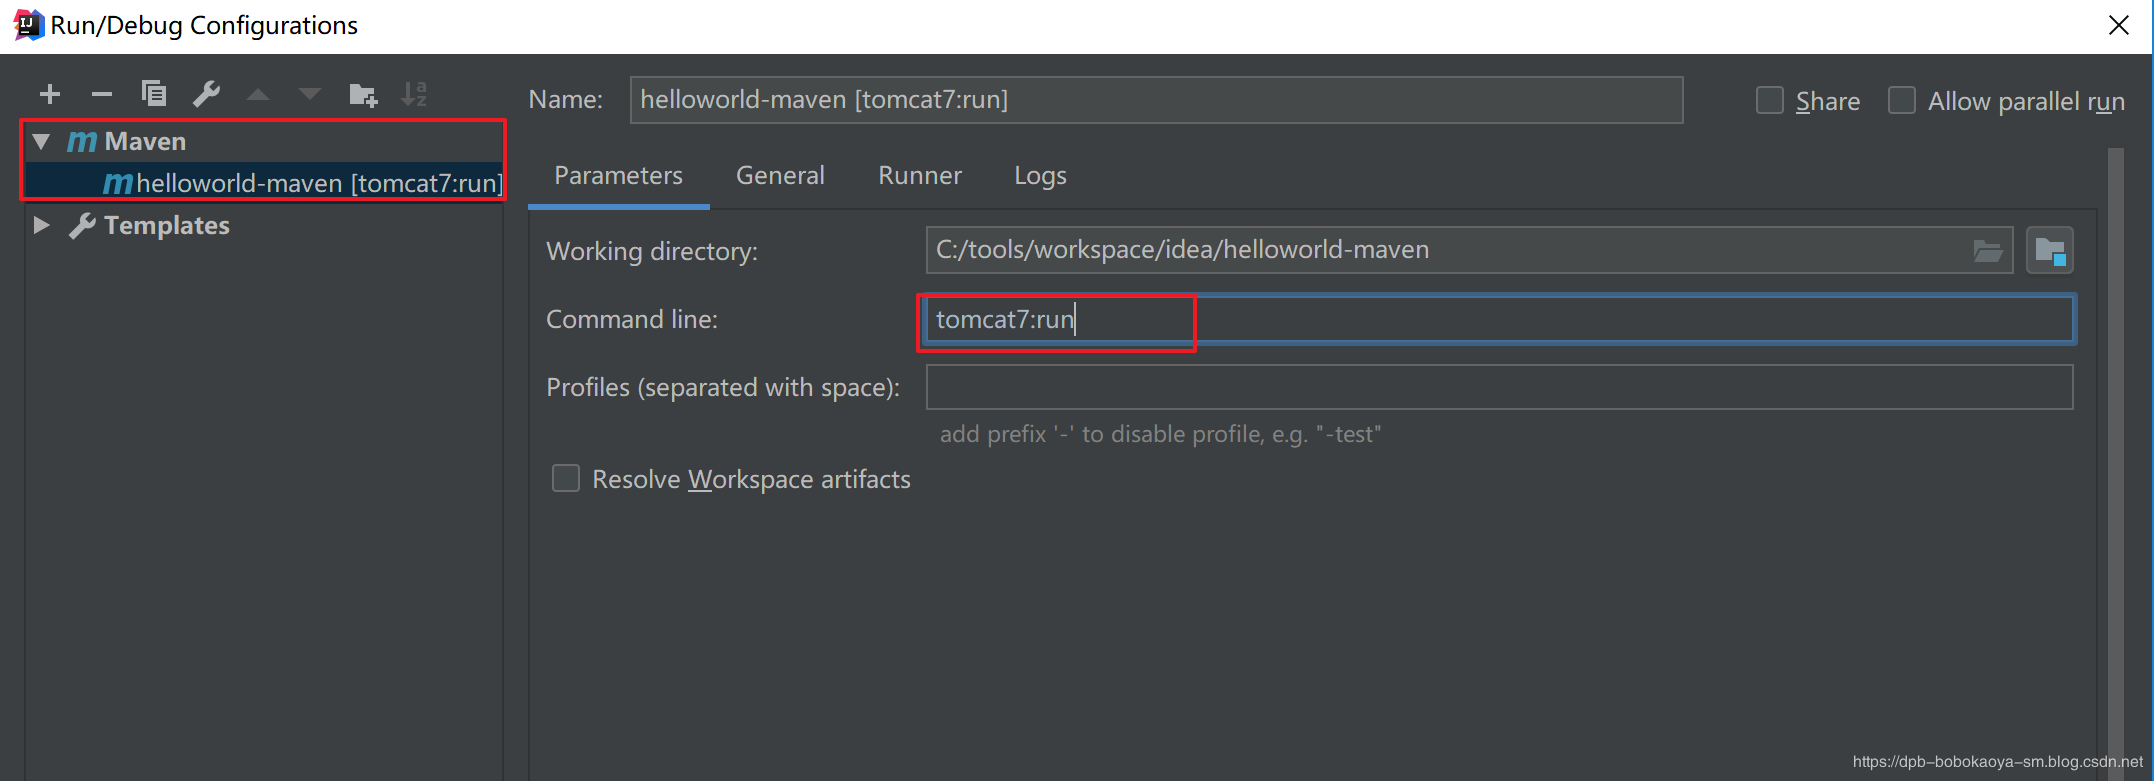 Run/Debug Configurations
Name: helloworld-maven [tomcat7:run] Share Allow parallel run
Maven
helloworld-maven [tomcat7:run]
Templates
Parameters General Runner Logs
Working directory: C:/tools/workspace/idea/helloworld-maven
Command line: tomcat7:run
Profiles (separated with space):
add prefix '-' to disable profile, e.g. "-test"
Resolve Workspace artifacts
https://dpb-bobokaoya-sm.blog.csdn.net